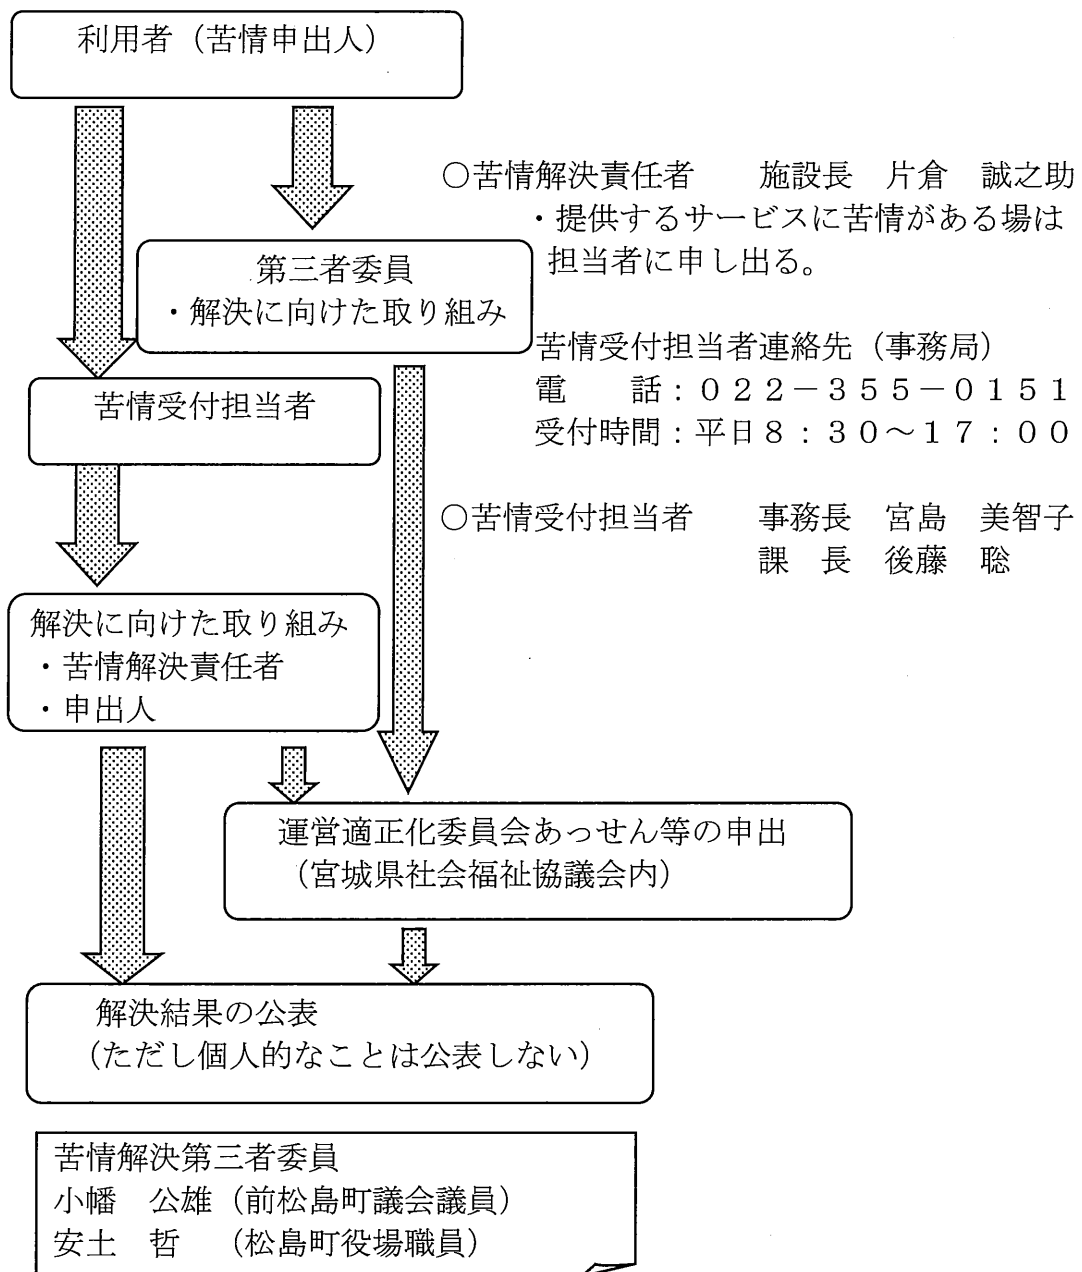 利用者（苦情申出人）
○苦情解決責任者　　施設長　片倉　誠之助
・提供するサービスに苦情がある場は
担当者に申し出る。
第三者委員
・解決に向けた取り組み
苦情受付担当者連絡先（事務局）
電　　話：０２２－３５５－０１５１
受付時間：平日８：３０～１７：００
苦情受付担当者
○苦情受付担当者　　事務長　宮島　美智子
課　長　後藤　聡
解決に向けた取り組み
・苦情解決責任者
・申出人
運営適正化委員会あっせん等の申出
（宮城県社会福祉協議会内）
解決結果の公表
（ただし個人的なことは公表しない）
苦情解決第三者委員
小幡　公雄（前松島町議会議員）
安土　哲　（松島町役場職員）